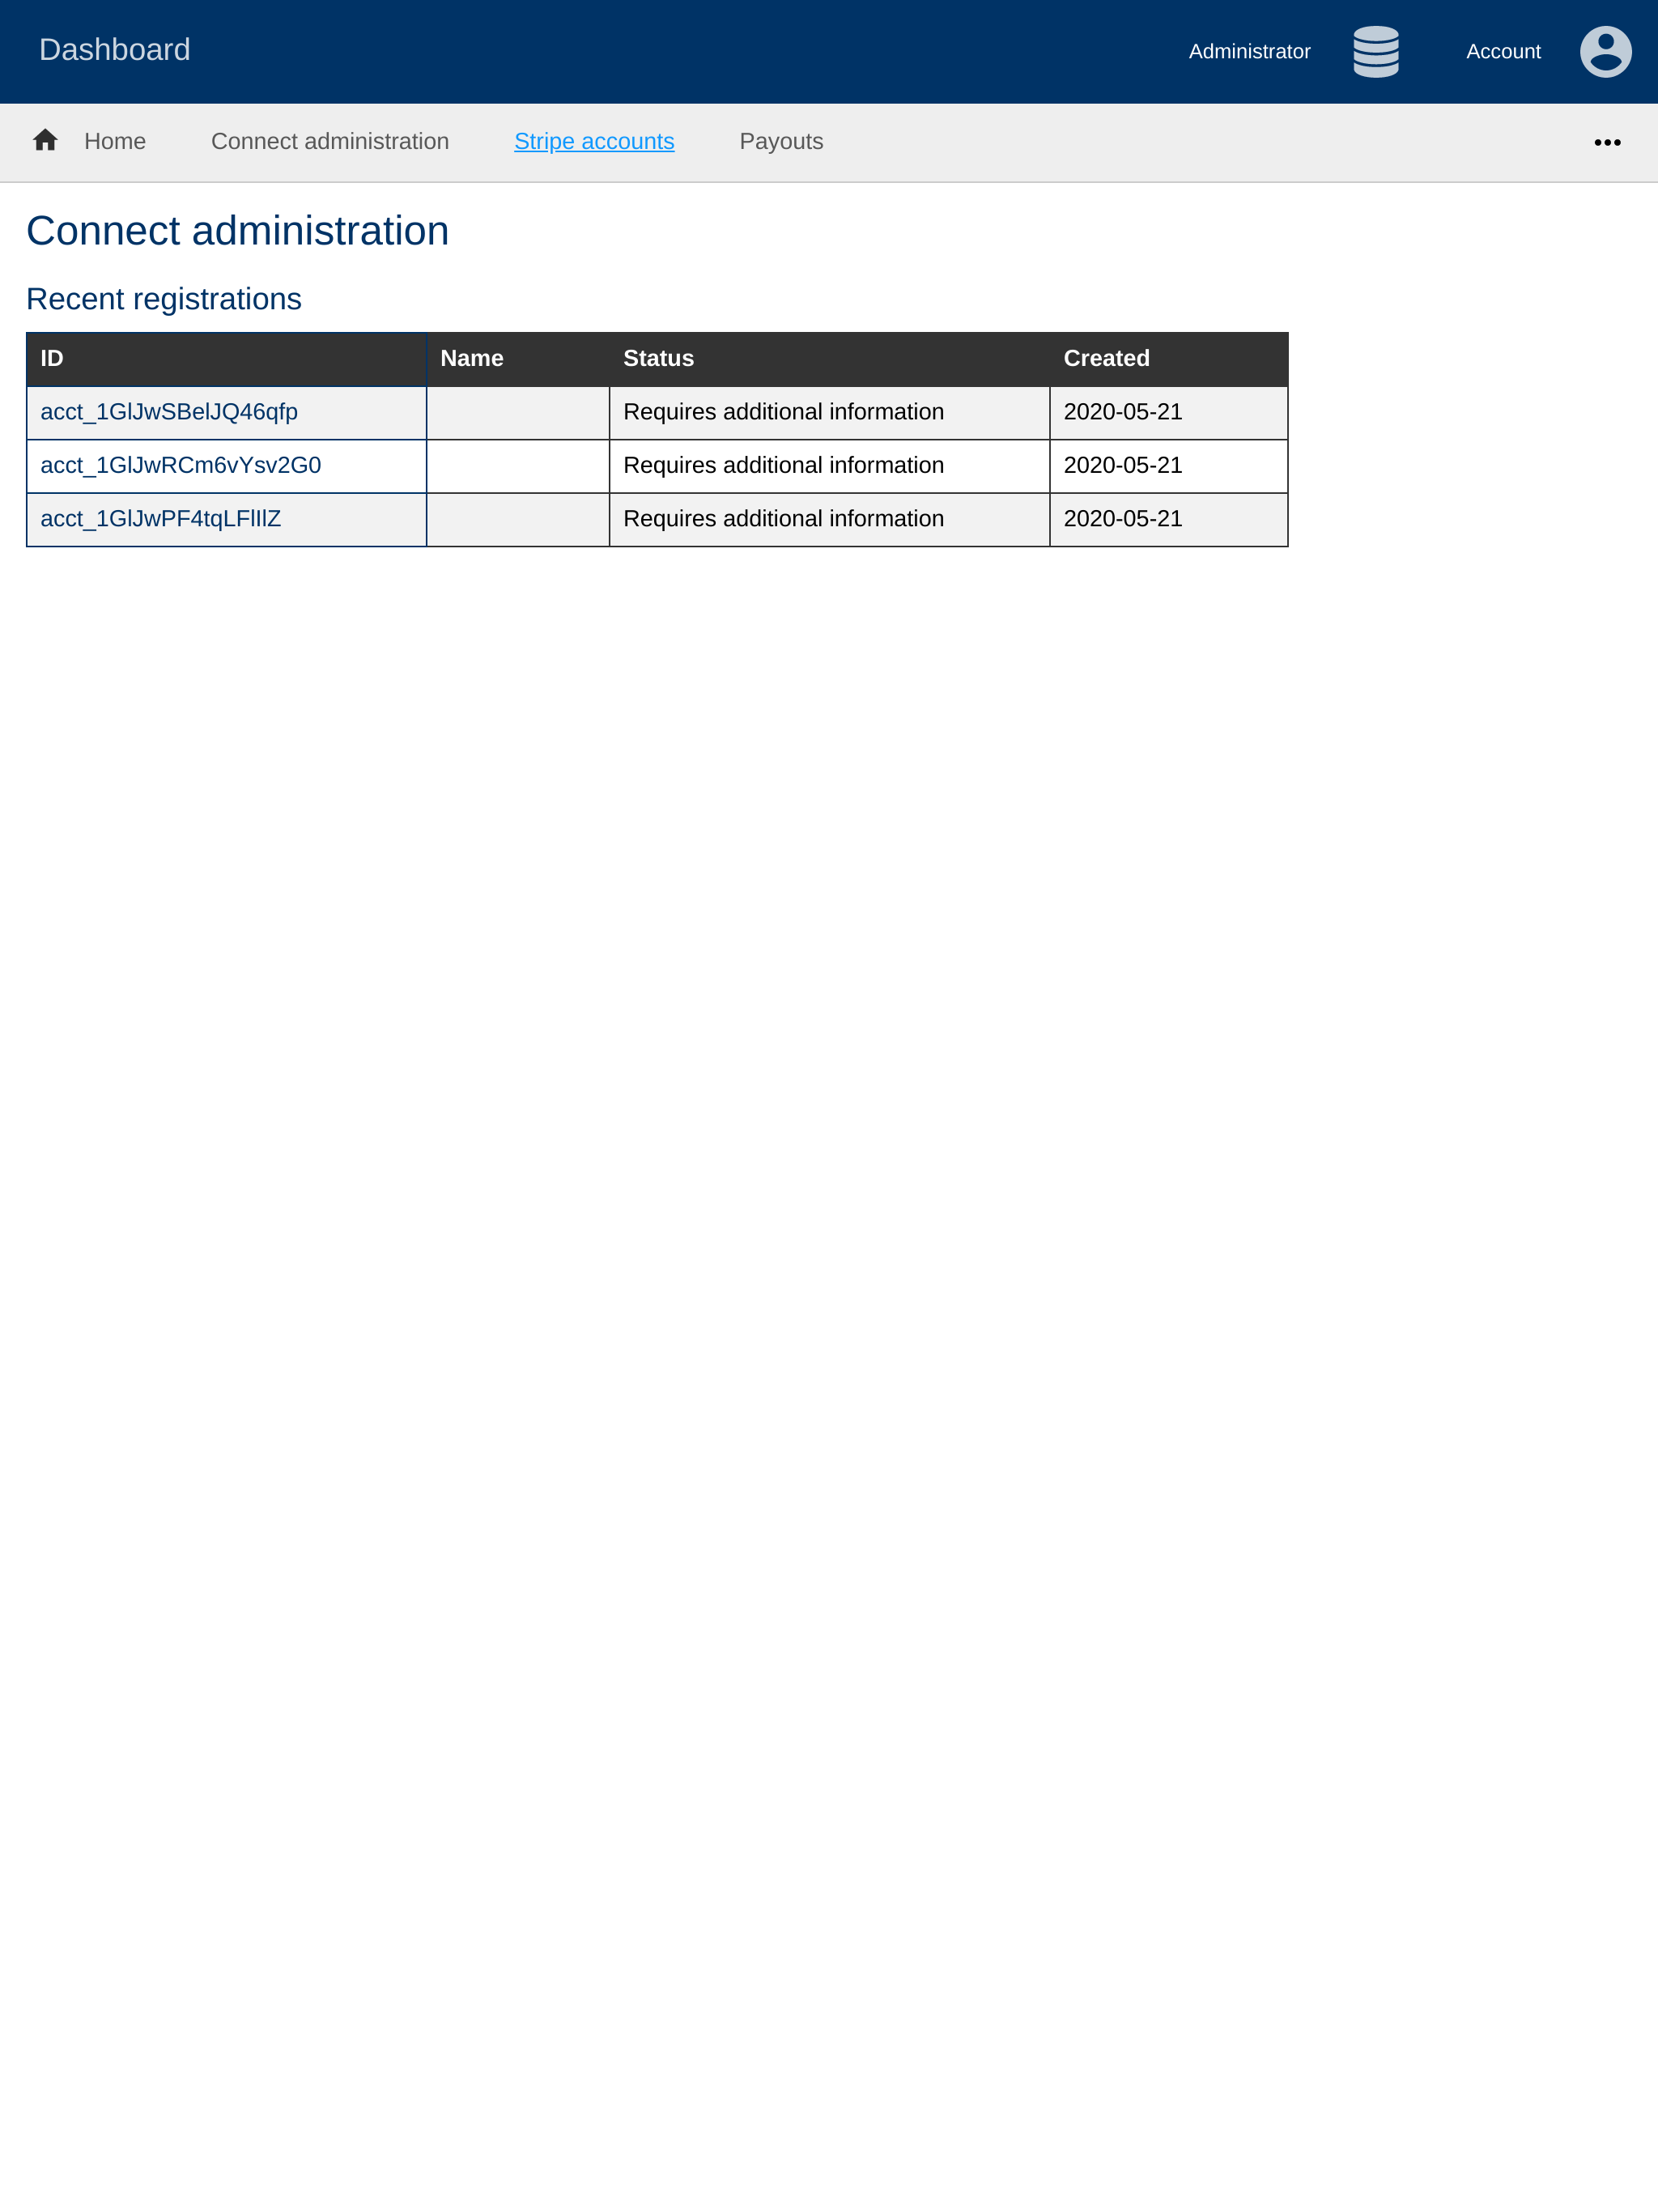 Dashboard Administrator Account
Home Connect administration Stripe accounts Payouts
Connect administration
Recent registrations
ID Name Status Created
acct_1GlJwSBelJQ46qfp Requires additional information 2020-05-21
acct_1GlJwRCm6vYsv2G0 Requires additional information 2020-05-21
acct_1GlJwPF4tqLFlIlZ Requires additional information 2020-05-21